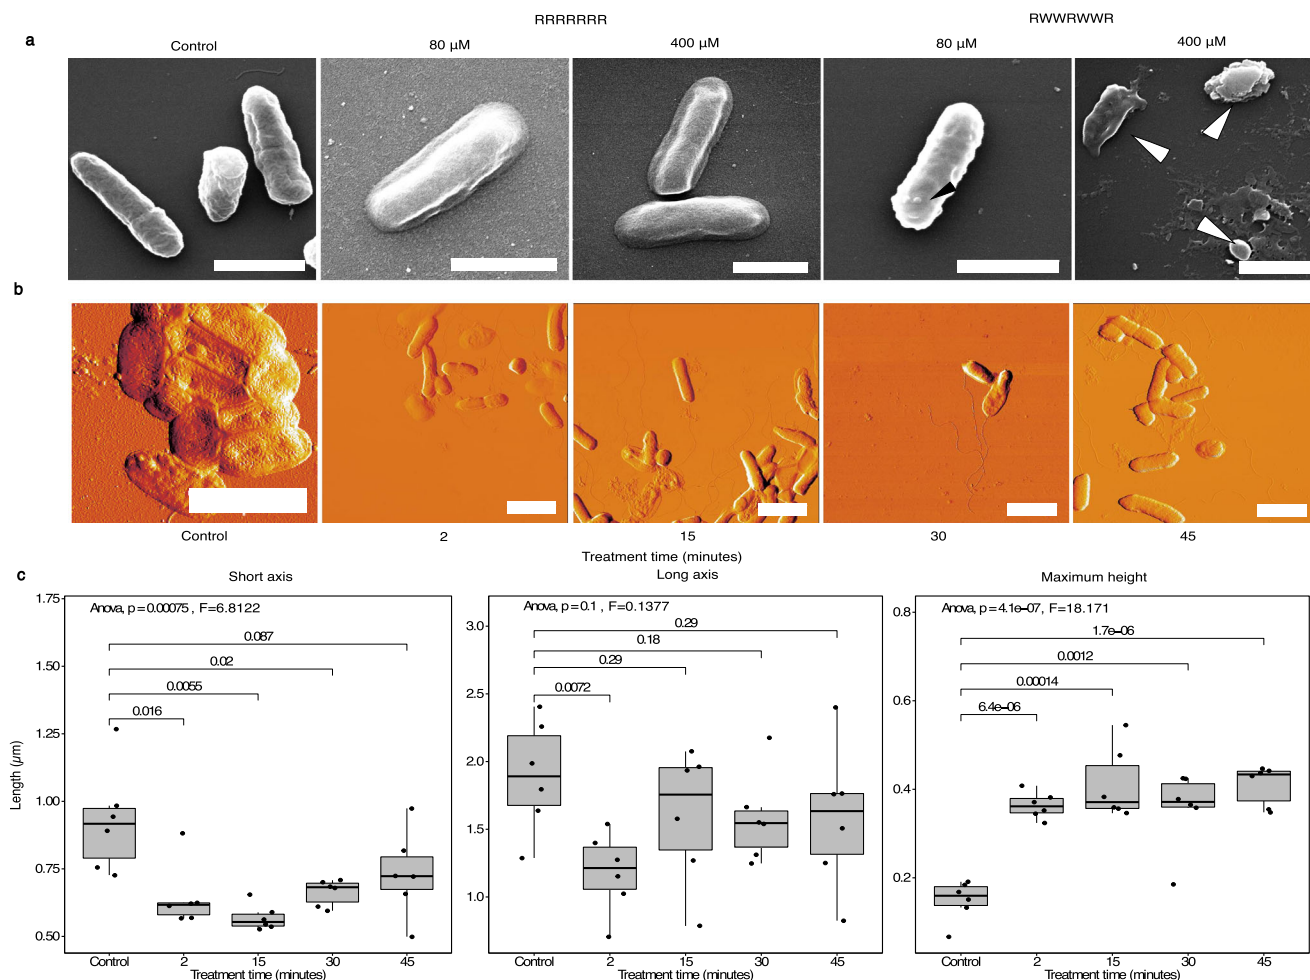 RRRRRRR RWWRWWR
a
Control 80 µM 400 µM 80 µM 400 µM
b
Control 2 15 30 45
Treatment time (minutes)
c
Short axis
1.75
1.50
1.25
1.00
0.75
0.50
Length (µm)
Anova, p=0.00075, F=6.8122
0.087
0.02
0.0055
0.016
Control 2 15 30 45
Treatment time (minutes)
Long axis
3.0
2.5
2.0
1.5
1.0
Anova, p=0.1, F=0.1377
0.29
0.18
0.29
0.0072
Control 2 15 30 45
Treatment time (minutes)
Maximum height
0.8
0.6
0.4
0.2
Anova, p=4.1e-07, F=18.171
1.7e-06
0.0012
0.00014
6.4e-06
Control 2 15 30 45
Treatment time (minutes)